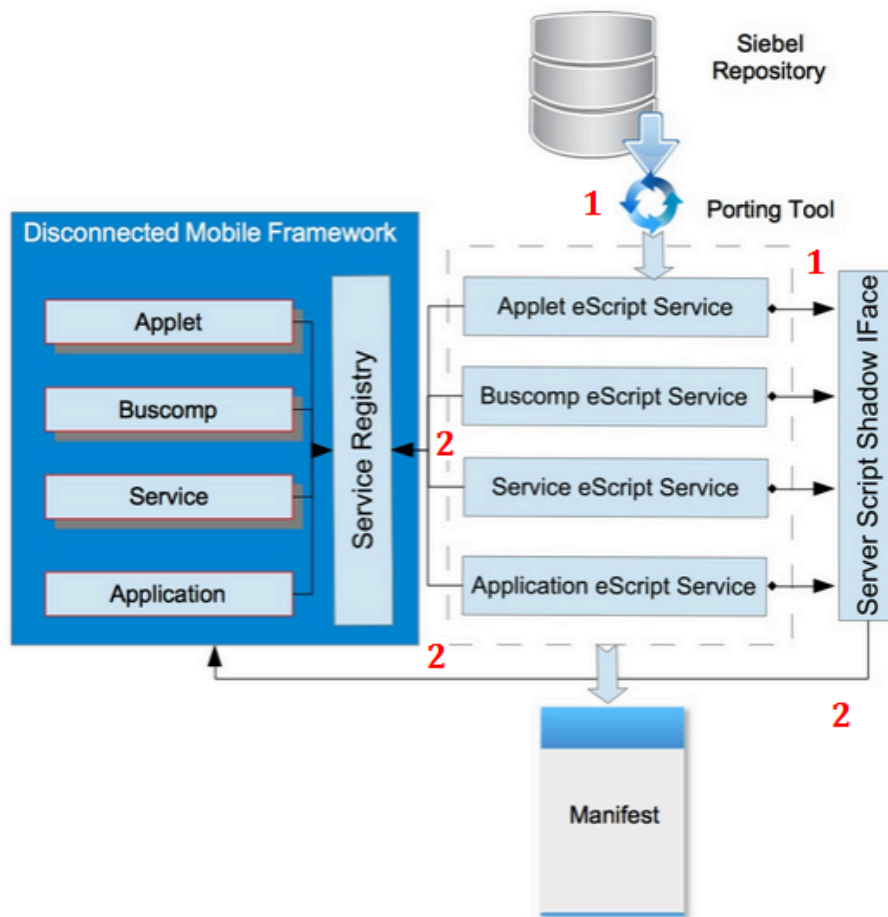 Siebel
Repository
1
Porting Tool
Disconnected Mobile Framework
1
Applet
Applet eScript Service
Buscomp
Buscomp eScript Service
2
Service
Service eScript Service
Application
Application eScript Service
Service Registry
Server Script Shadow IFace
2
2
Manifest